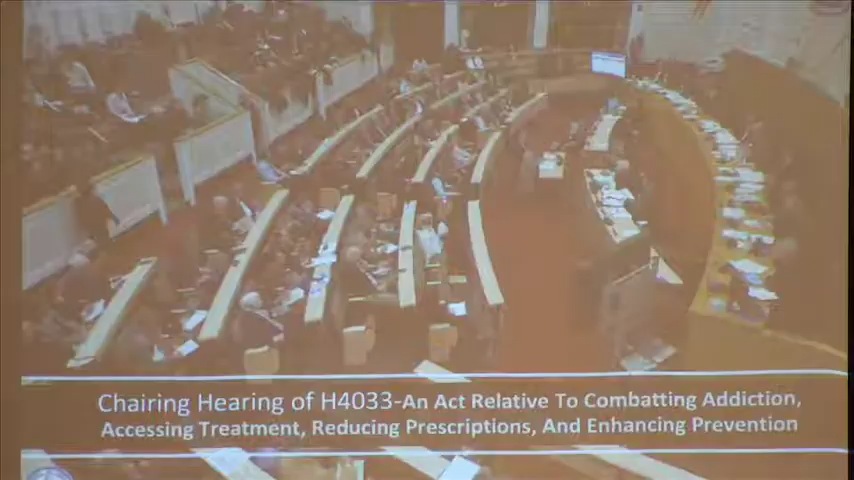 Chairing Hearing of H4033-An Act Relative To Combatting Addiction,
Accessing Treatment, Reducing Prescriptions, And Enhancing Prevention